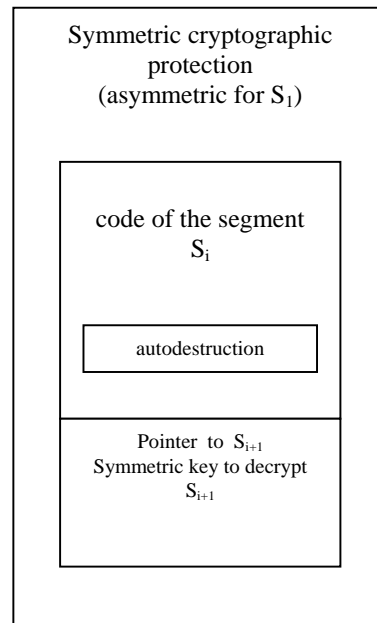 Symmetric cryptographic
protection
(asymmetric for S₁)
code of the segment
Sᵢ
autodestruction
Pointer to Sᵢ₊₁
Symmetric key to decrypt
Sᵢ₊₁